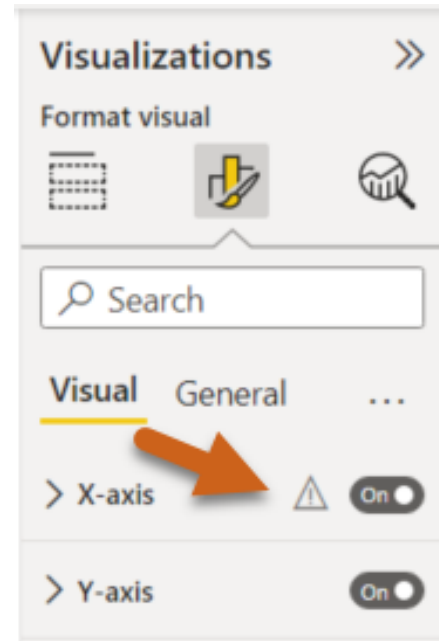 Visualizations
Format visual
Search
Visual General ...
X-axis On
Y-axis On